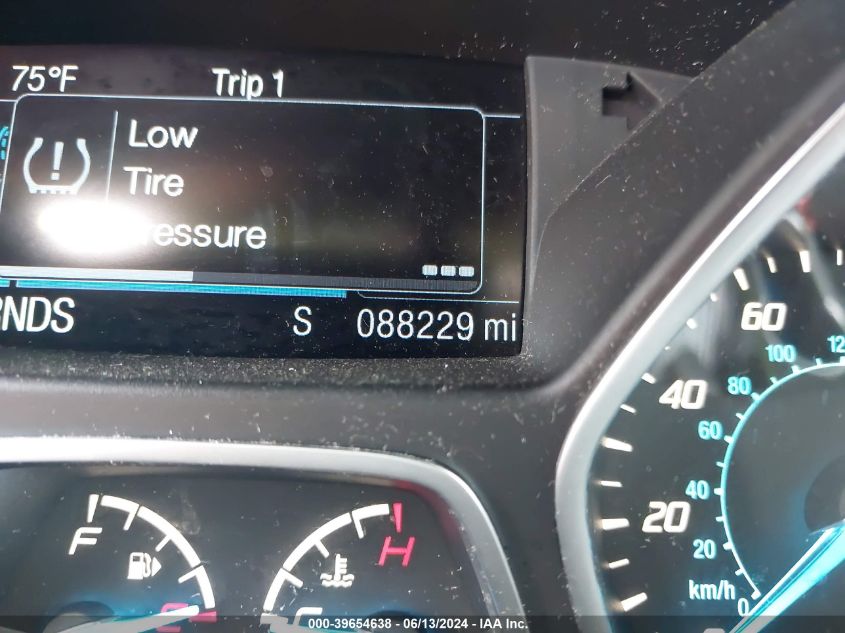 75°F Trip 1
Low
Tire
ressure
RNDS S 088229 mi
60
100 12
80
40
60
F H
40
20
20
km/h 0
000-39654638 - 06/13/2024 - IAA Inc.